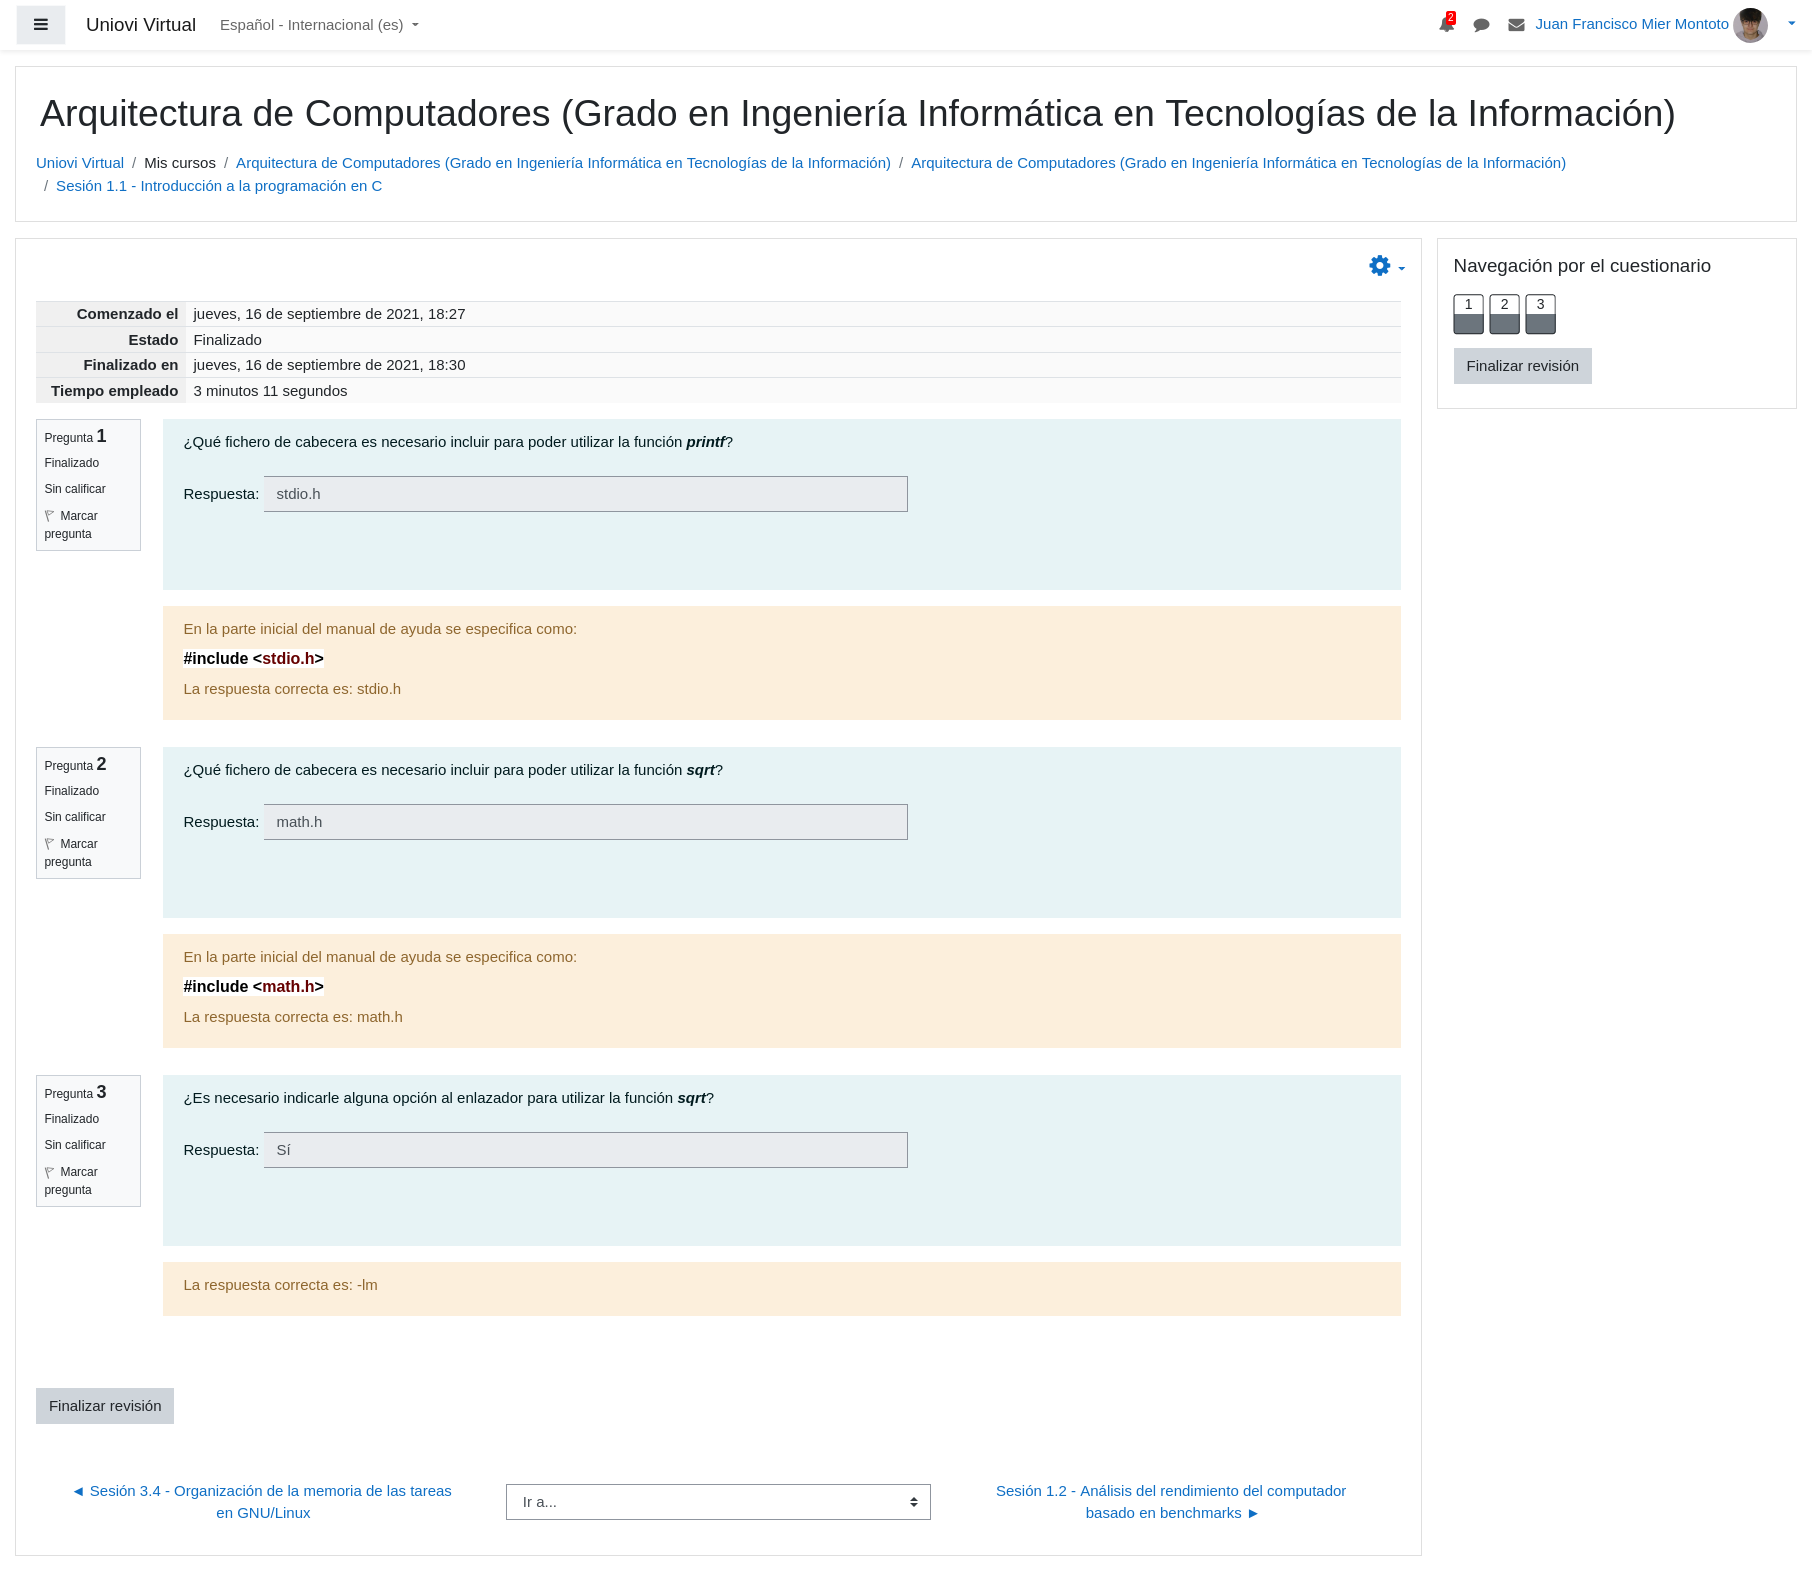 Uniovi Virtual
Español - Internacional (es)
2
Juan Francisco Mier Montoto
Arquitectura de Computadores (Grado en Ingeniería Informática en Tecnologías de la Información)
Uniovi Virtual / Mis cursos / Arquitectura de Computadores (Grado en Ingeniería Informática en Tecnologías de la Información) / Arquitectura de Computadores (Grado en Ingeniería Informática en Tecnologías de la Información)
/ Sesión 1.1 - Introducción a la programación en C
Comenzado el jueves, 16 de septiembre de 2021, 18:27
Estado Finalizado
Finalizado en jueves, 16 de septiembre de 2021, 18:30
Tiempo empleado 3 minutos 11 segundos
Pregunta 1
Finalizado
Sin calificar
Marcar
pregunta
¿Qué fichero de cabecera es necesario incluir para poder utilizar la función printf?
Respuesta: stdio.h
En la parte inicial del manual de ayuda se especifica como:
#include <stdio.h>
La respuesta correcta es: stdio.h
Pregunta 2
Finalizado
Sin calificar
Marcar
pregunta
¿Qué fichero de cabecera es necesario incluir para poder utilizar la función sqrt?
Respuesta: math.h
En la parte inicial del manual de ayuda se especifica como:
#include <math.h>
La respuesta correcta es: math.h
Pregunta 3
Finalizado
Sin calificar
Marcar
pregunta
¿Es necesario indicarle alguna opción al enlazador para utilizar la función sqrt?
Respuesta: Sí
La respuesta correcta es: -lm
Finalizar revisión
◄ Sesión 3.4 - Organización de la memoria de las tareas
en GNU/Linux
Ir a...
Sesión 1.2 - Análisis del rendimiento del computador
basado en benchmarks ►
Navegación por el cuestionario
1 2 3
Finalizar revisión